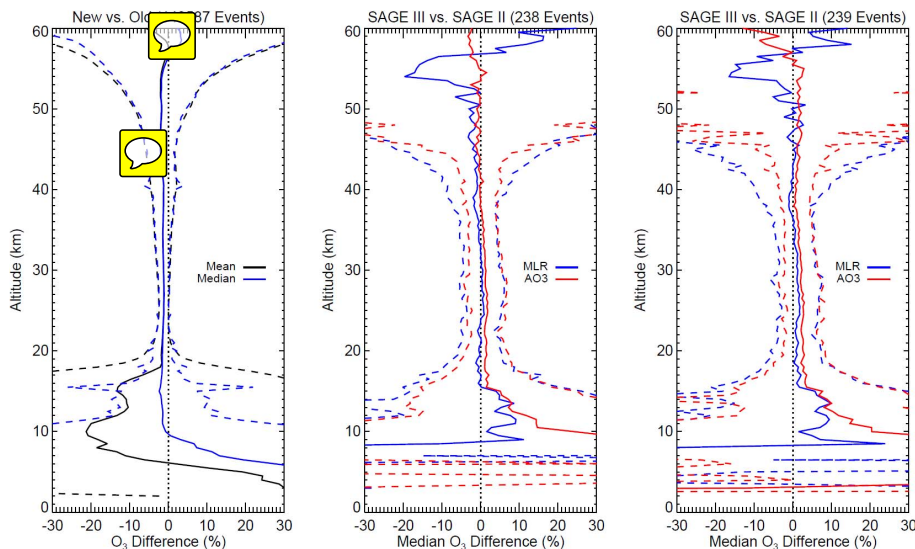 New vs. Old
87 Events)
60
50
40
30
20
10
0
Altitude (km)
Mean
Median
-30 -20 -10 0 10 20 30
O3 Difference (%)
SAGE III vs. SAGE II (238 Events)
60
50
40
30
20
10
0
Altitude (km)
MLR
AO3
-30 -20 -10 0 10 20 30
Median O3 Difference (%)
SAGE III vs. SAGE II (239 Events)
60
50
40
30
20
10
0
Altitude (km)
MLR
AO3
-30 -20 -10 0 10 20 30
Median O3 Difference (%)